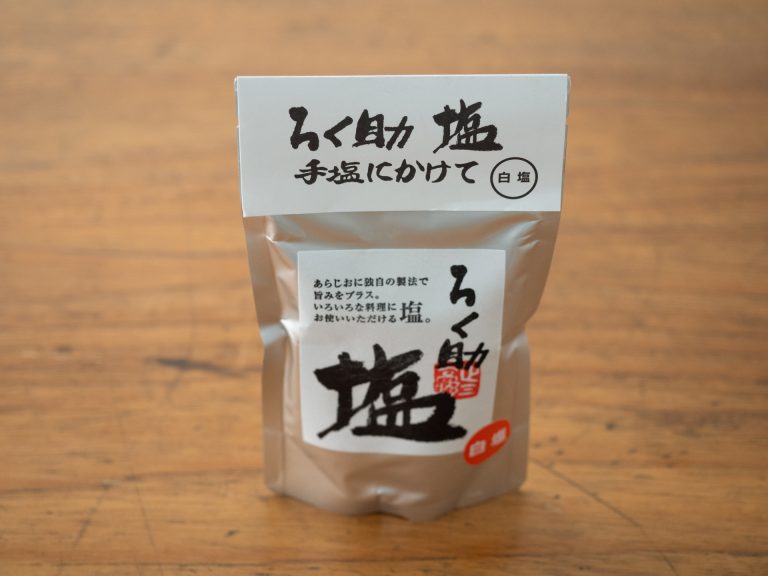 ろく助 塩
手塩にかけて
白塩
あらじおに独自の製法で
旨みをプラス。
いろいろな料理に
お使いいただける塩。
ろく助
塩
白塩